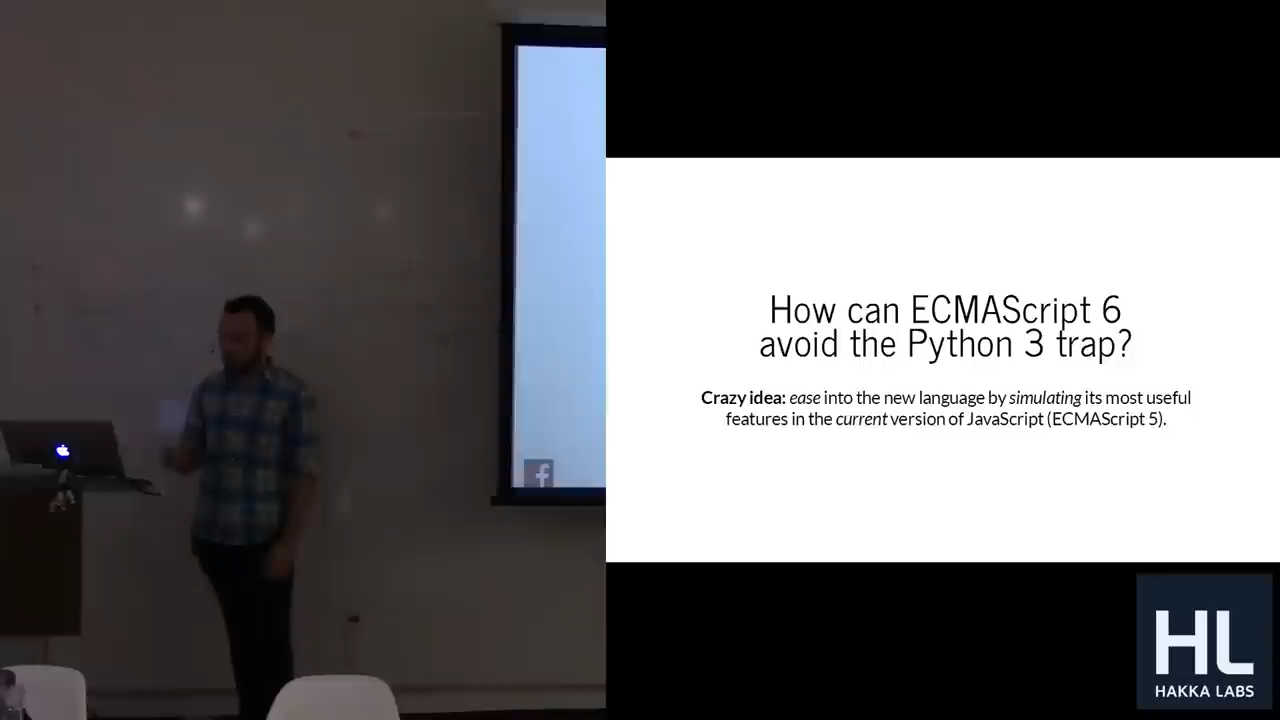 How can ECMAScript 6
avoid the Python 3 trap?
Crazy idea: ease into the new language by simulating its most useful
features in the current version of JavaScript (ECMAScript 5).
f
HL
HAKKA LABS